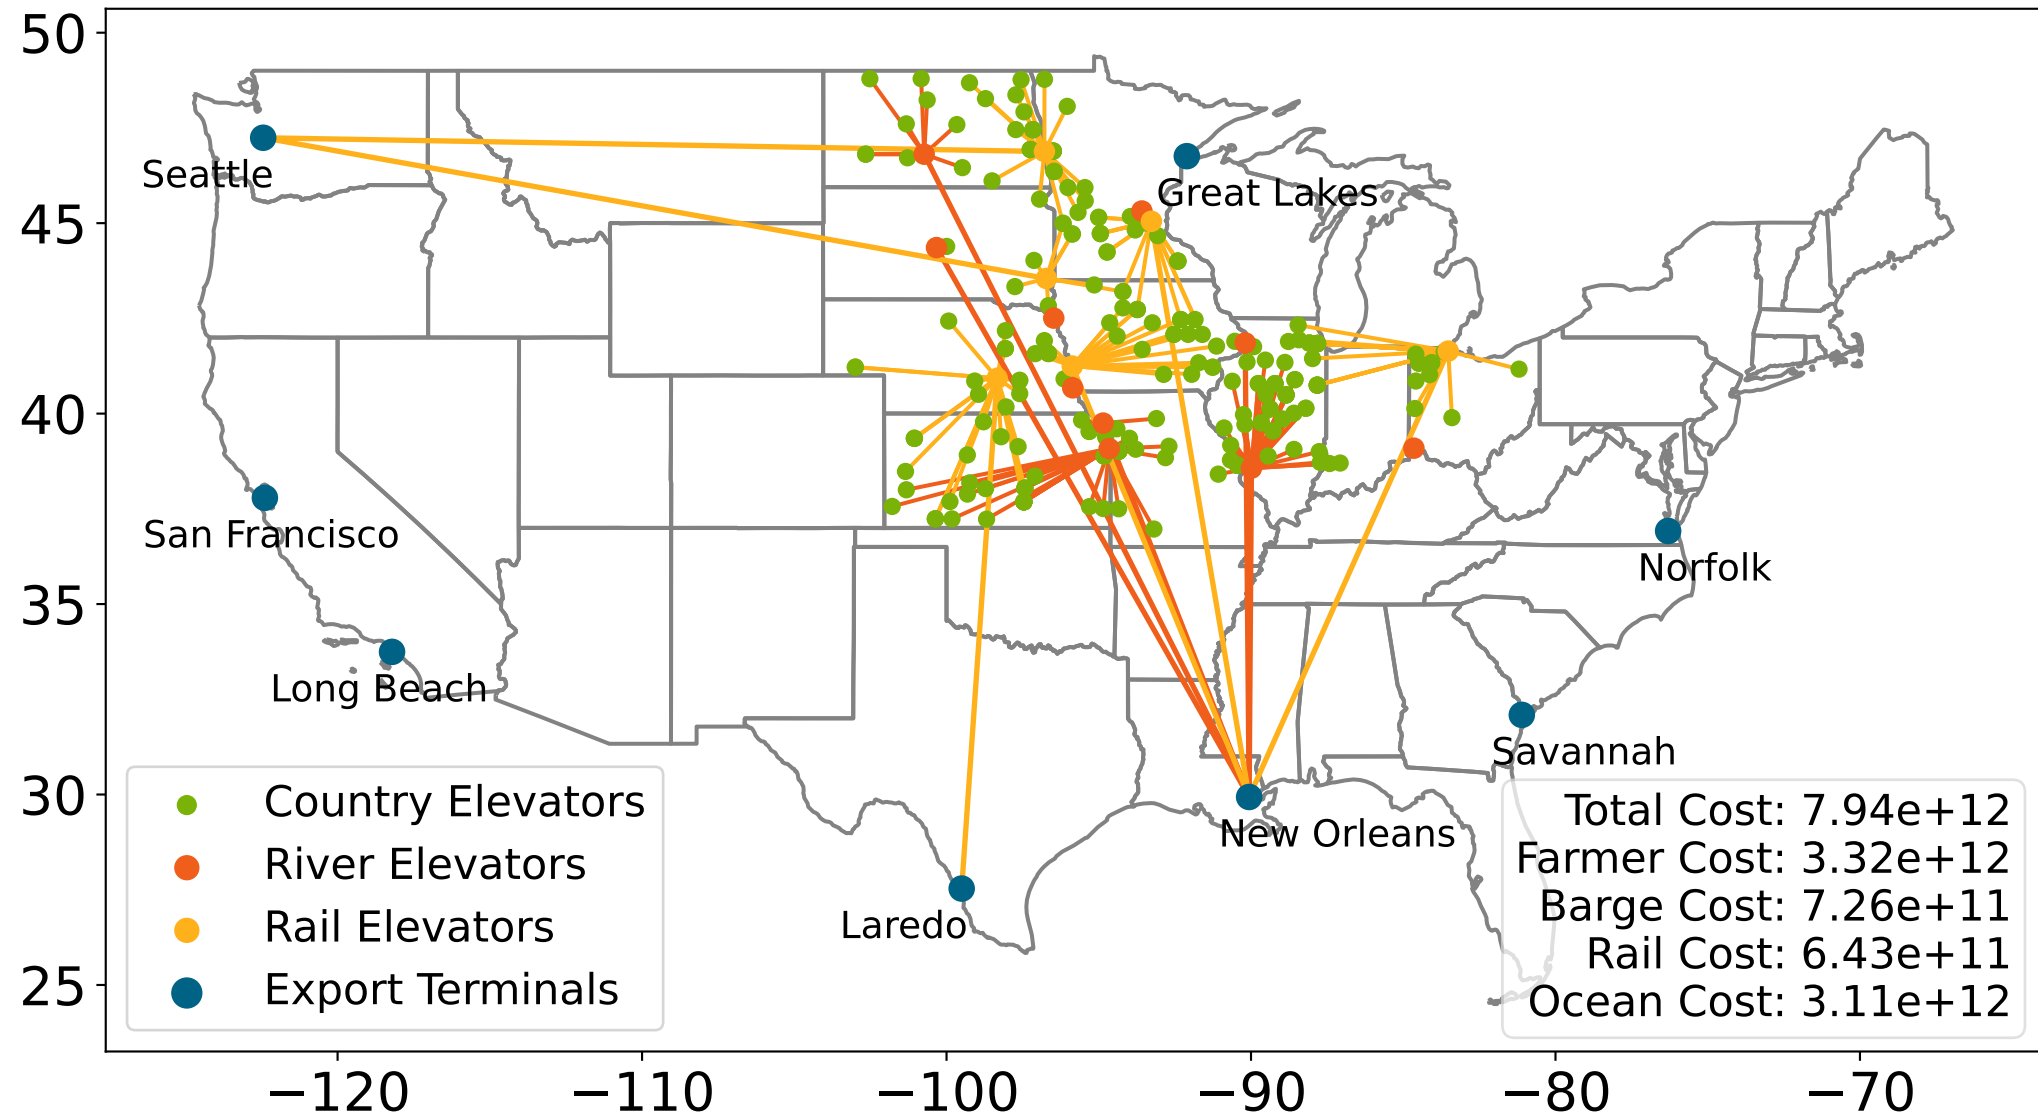 50
45
40
35
30
25
−120
−110
−100
−90
−80
−70
Seattle
Great Lakes
San Francisco
Norfolk
Long Beach
Savannah
New Orleans
Laredo
Country Elevators
River Elevators
Rail Elevators
Export Terminals
Total Cost: 7.94e+12
Farmer Cost: 3.32e+12
Barge Cost: 7.26e+11
Rail Cost: 6.43e+11
Ocean Cost: 3.11e+12